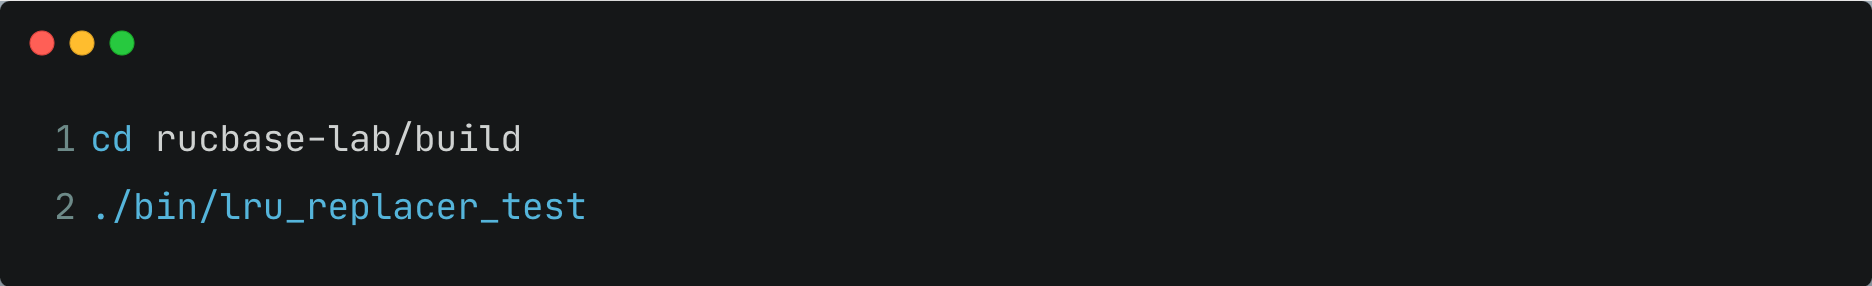 1 cd rucbase-lab/build
2 ./bin/lru_replacer_test